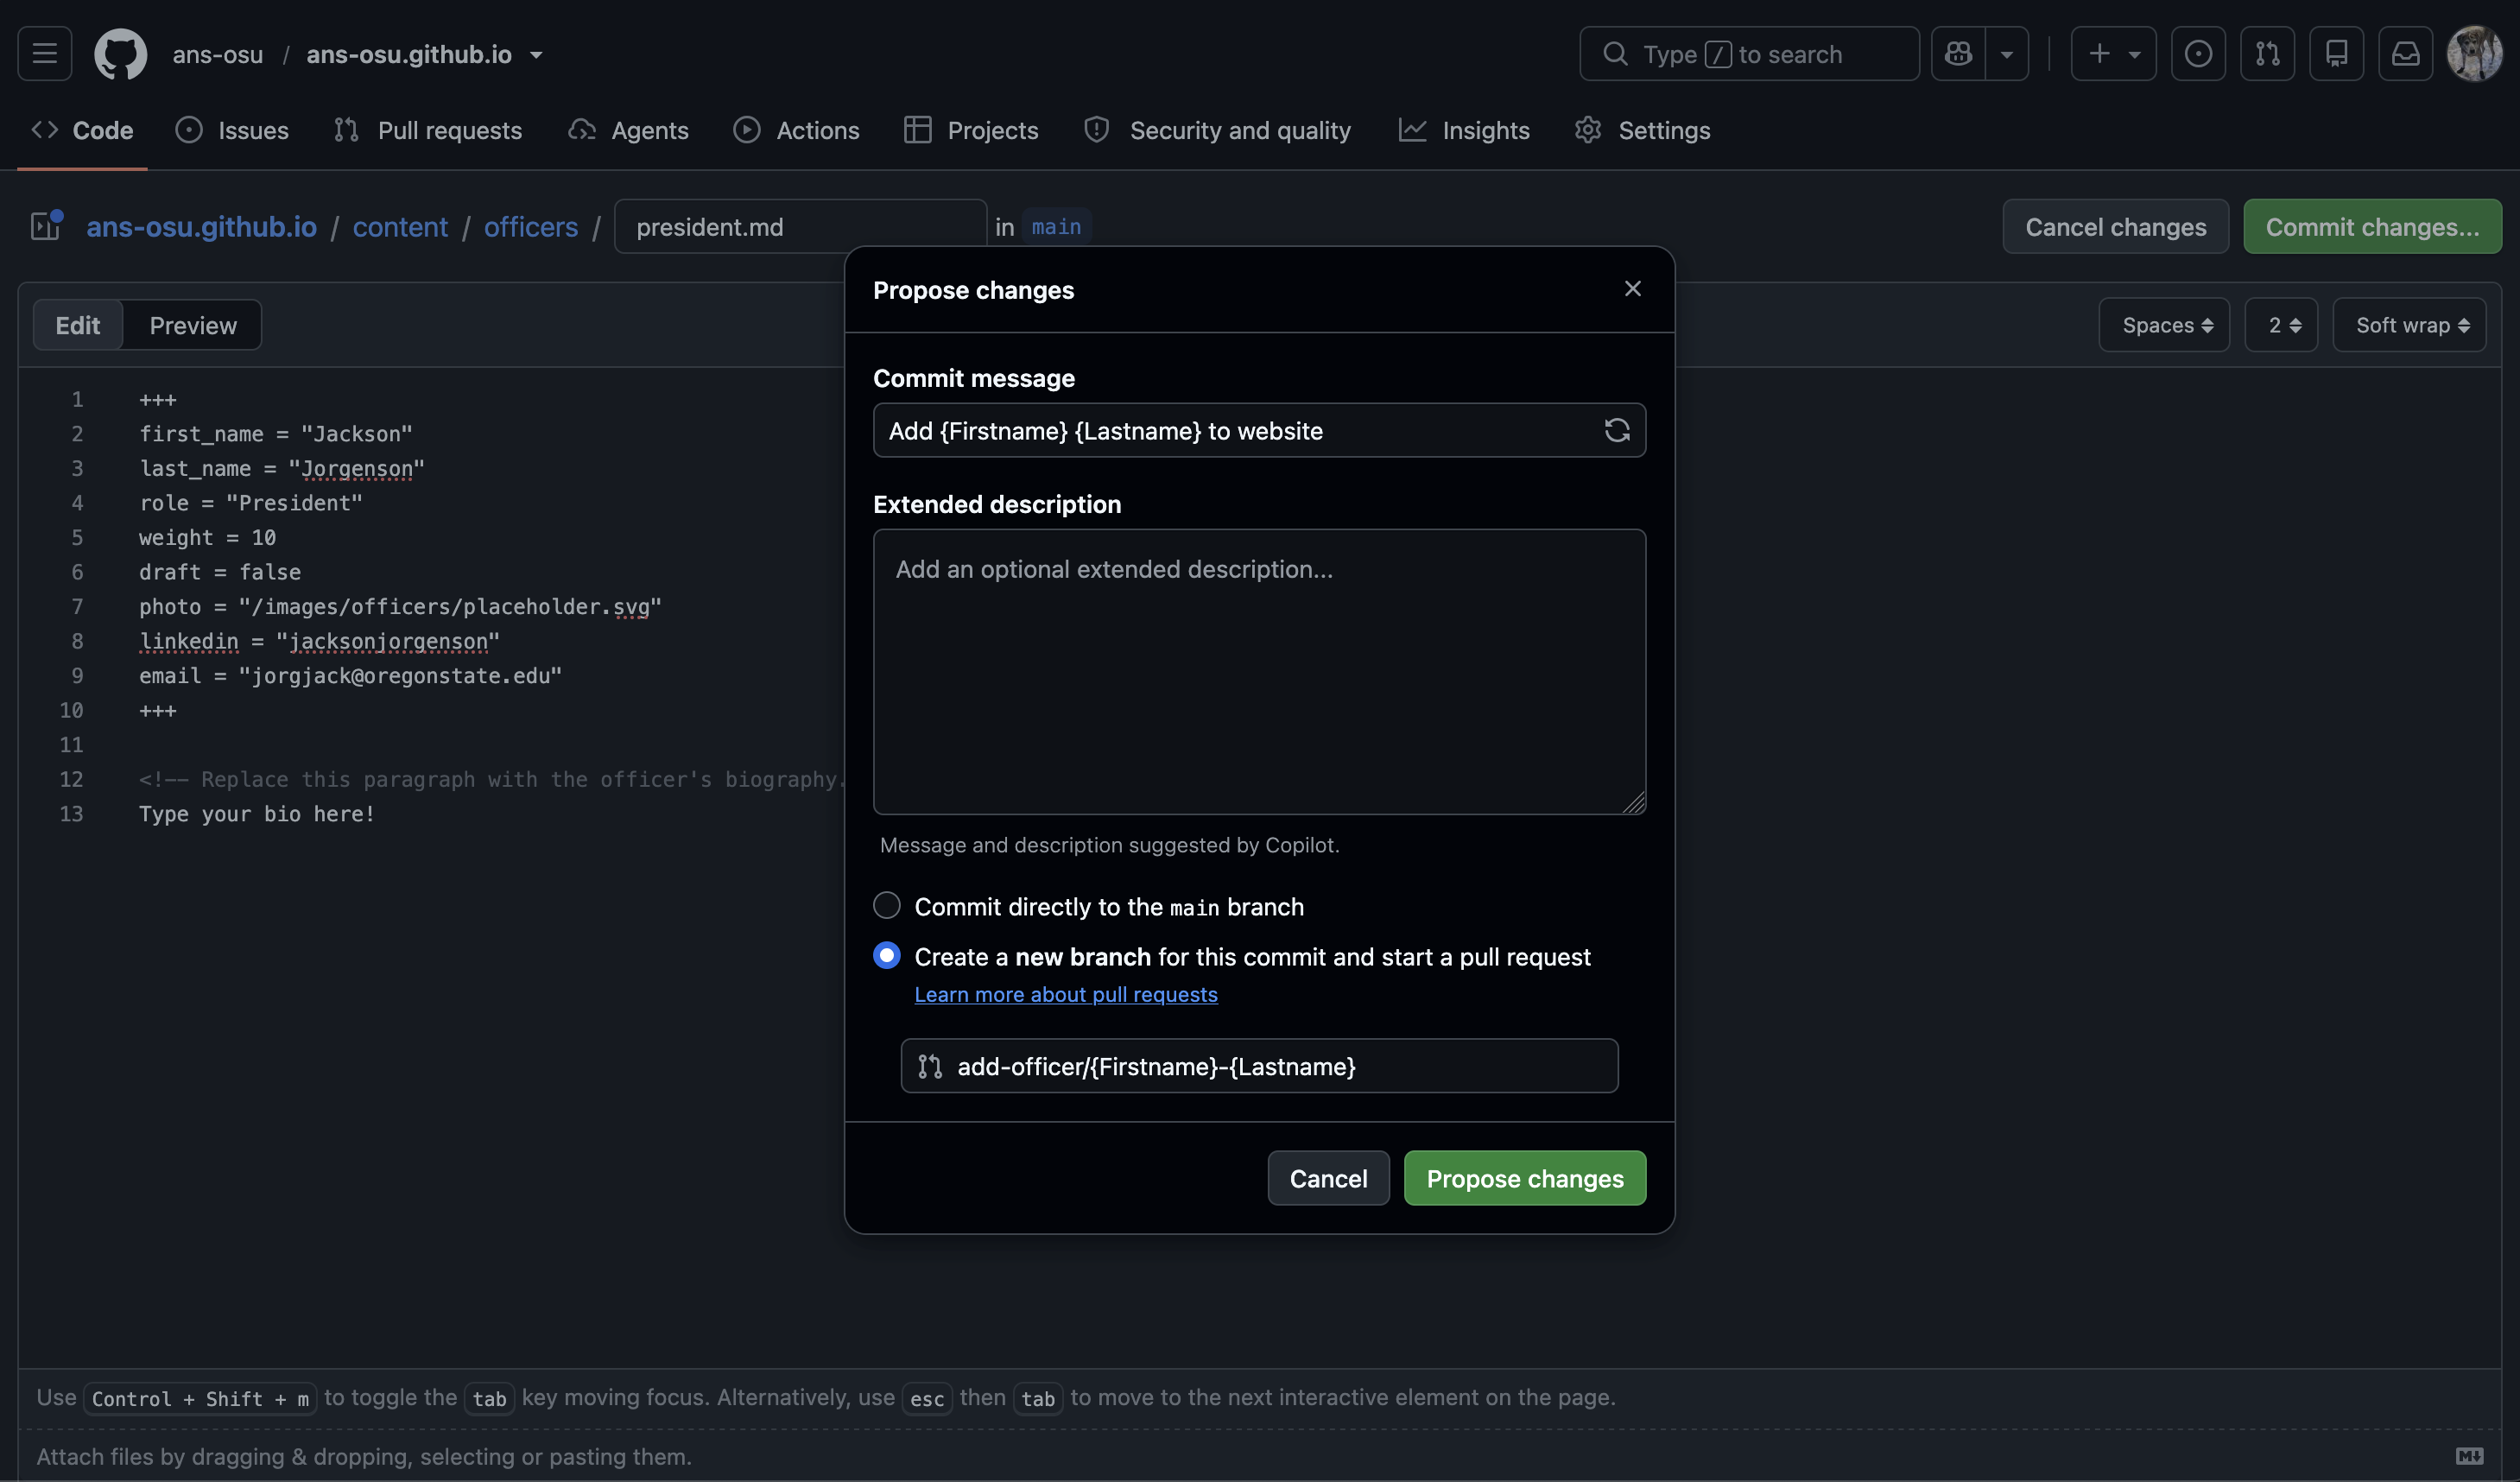 ans-osu / ans-osu.github.io
Type / to search
Code
Issues
Pull requests
Agents
Actions
Projects
Security and quality
Insights
Settings
ans-osu.github.io / content / officers / president.md in main
Cancel changes
Commit changes...
Edit
Preview
Spaces
2
Soft wrap
1 +++
2 first_name = "Jackson"
3 last_name = "Jorgenson"
4 role = "President"
5 weight = 10
6 draft = false
7 photo = "/images/officers/placeholder.svg"
8 linkedin = "jacksonjorgenson"
9 email = "jorgjack@oregonstate.edu"
10 +++
11
12 <!-- Replace this paragraph with the officer's biography.
13 Type your bio here!
Propose changes
Commit message
Add {Firstname} {Lastname} to website
Extended description
Add an optional extended description...
Message and description suggested by Copilot.
Commit directly to the main branch
Create a new branch for this commit and start a pull request
Learn more about pull requests
add-officer/{Firstname}-{Lastname}
Cancel
Propose changes
Use Control + Shift + m to toggle the tab key moving focus. Alternatively, use esc then tab to move to the next interactive element on the page.
Attach files by dragging & dropping, selecting or pasting them.